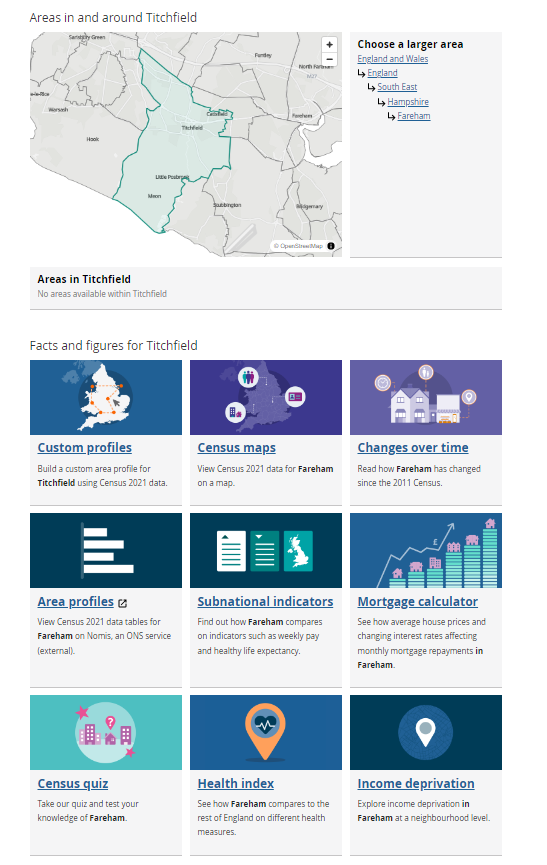 Areas in and around Titchfield
Sarisbury Green
Funtley
North Fareham
M27
Warsash
Catisfield
Fareham
Titchfield
Hook
Little Posbrook
Meon
Stubbington
Bridgemary
+
−
© OpenStreetMap
Choose a larger area
England and Wales
England
South East
Hampshire
Fareham
Areas in Titchfield
No areas available within Titchfield
Facts and figures for Titchfield
Custom profiles
Build a custom area profile for
Titchfield using Census 2021 data.
Census maps
View Census 2021 data for Fareham
on a map.
Changes over time
Read how Fareham has changed
since the 2011 Census.
£
Area profiles
View Census 2021 data tables for
Fareham on Nomis, an ONS service
(external).
Subnational indicators
Find out how Fareham compares
on indicators such as weekly pay
and healthy life expectancy.
Mortgage calculator
See how average house prices and
changing interest rates affecting
monthly mortgage repayments in
Fareham.
?
Census quiz
Take our quiz and test your
knowledge of Fareham.
Health index
See how Fareham compares to the
rest of England on different health
measures.
Income deprivation
Explore income deprivation in
Fareham at a neighbourhood level.